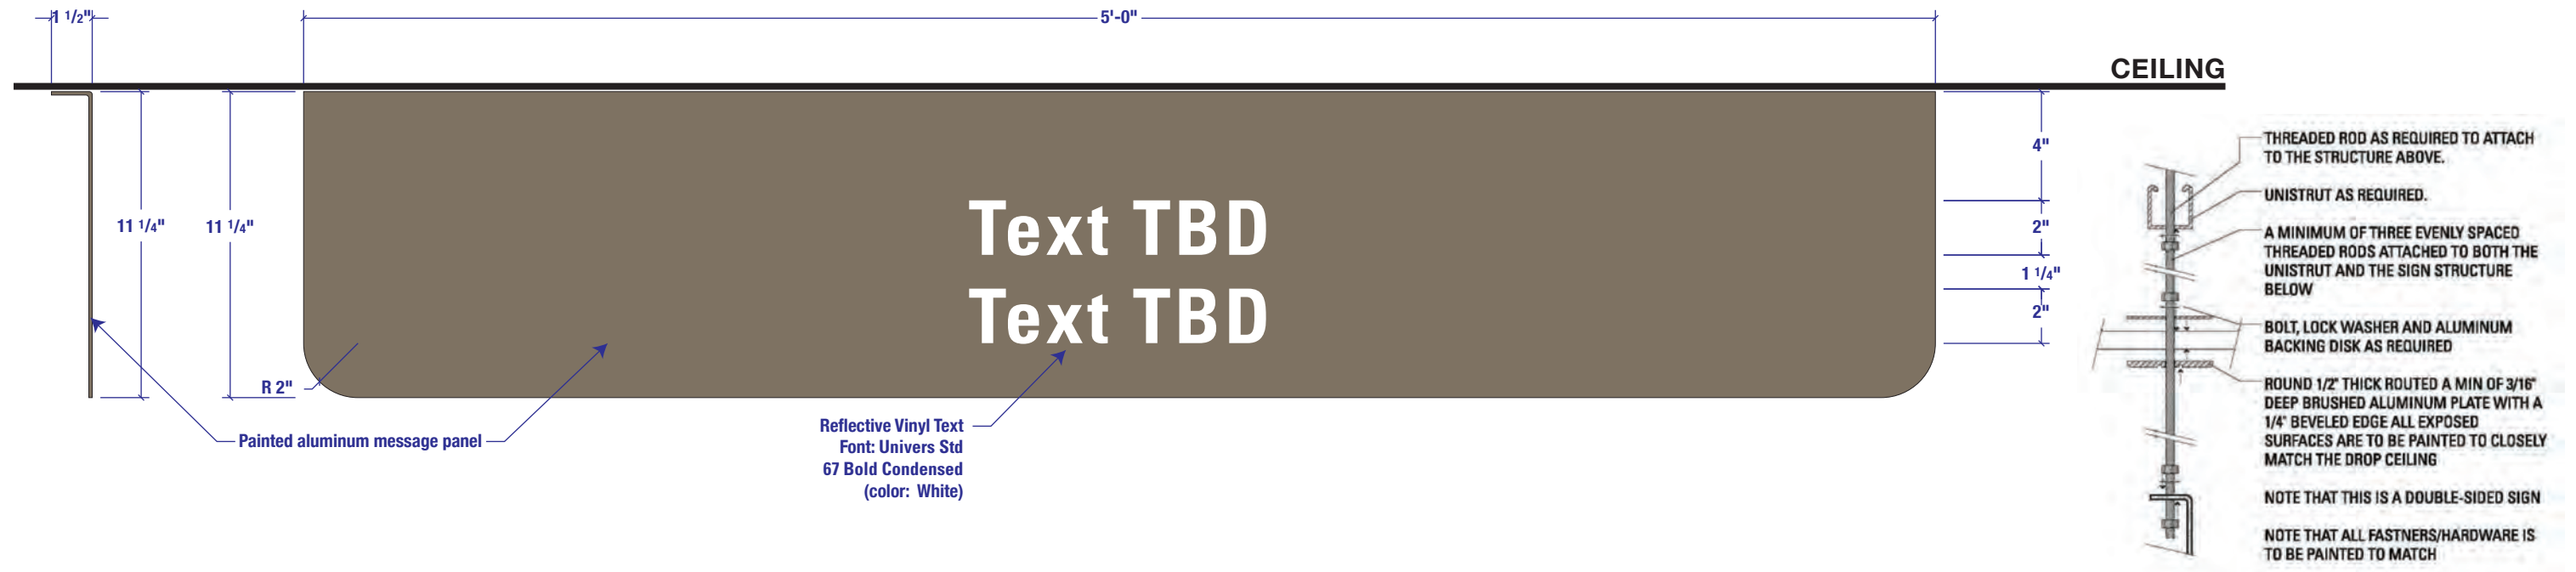 1 1/2"
5'-0"
CEILING
11 1/4"
11 1/4"
Text TBD
Text TBD
4"
2"
1 1/4"
2"
R 2"
Painted aluminum message panel
Reflective Vinyl Text
Font: Univers Std
67 Bold Condensed
(color: White)
THREADED ROD AS REQUIRED TO ATTACH
TO THE STRUCTURE ABOVE.
UNISTRUT AS REQUIRED.
A MINIMUM OF THREE EVENLY SPACED
THREADED RODS ATTACHED TO BOTH THE
UNISTRUT AND THE SIGN STRUCTURE
BELOW
BOLT, LOCK WASHER AND ALUMINUM
BACKING DISK AS REQUIRED
ROUND 1/2" THICK ROUTED A MIN OF 3/16"
DEEP BRUSHED ALUMINUM PLATE WITH A
1/4" BEVELED EDGE ALL EXPOSED
SURFACES ARE TO BE PAINTED TO CLOSELY
MATCH THE DROP CEILING
NOTE THAT THIS IS A DOUBLE-SIDED SIGN
NOTE THAT ALL FASTNERS/HARDWARE IS
TO BE PAINTED TO MATCH